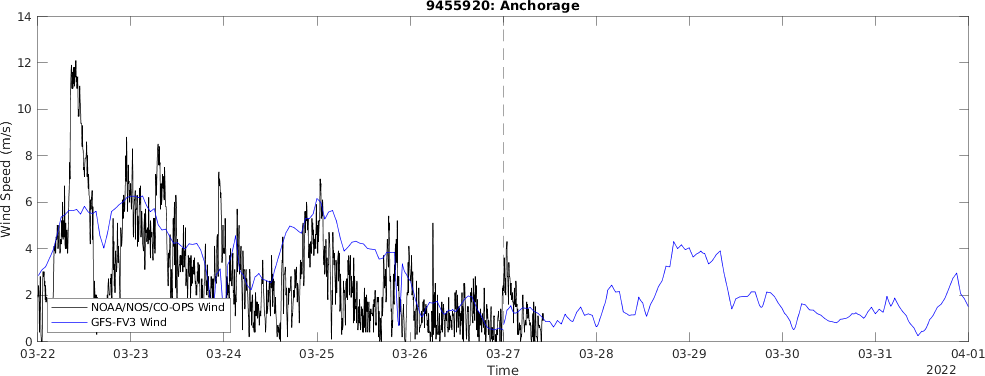 9455920: Anchorage
14
12
10
8
6
4
2
0
Wind Speed (m/s)
NOAA/NOS/CO-OPS Wind
GFS-FV3 Wind
03-22 03-23 03-24 03-25 03-26 03-27 03-28 03-29 03-30 03-31 04-01
Time
2022